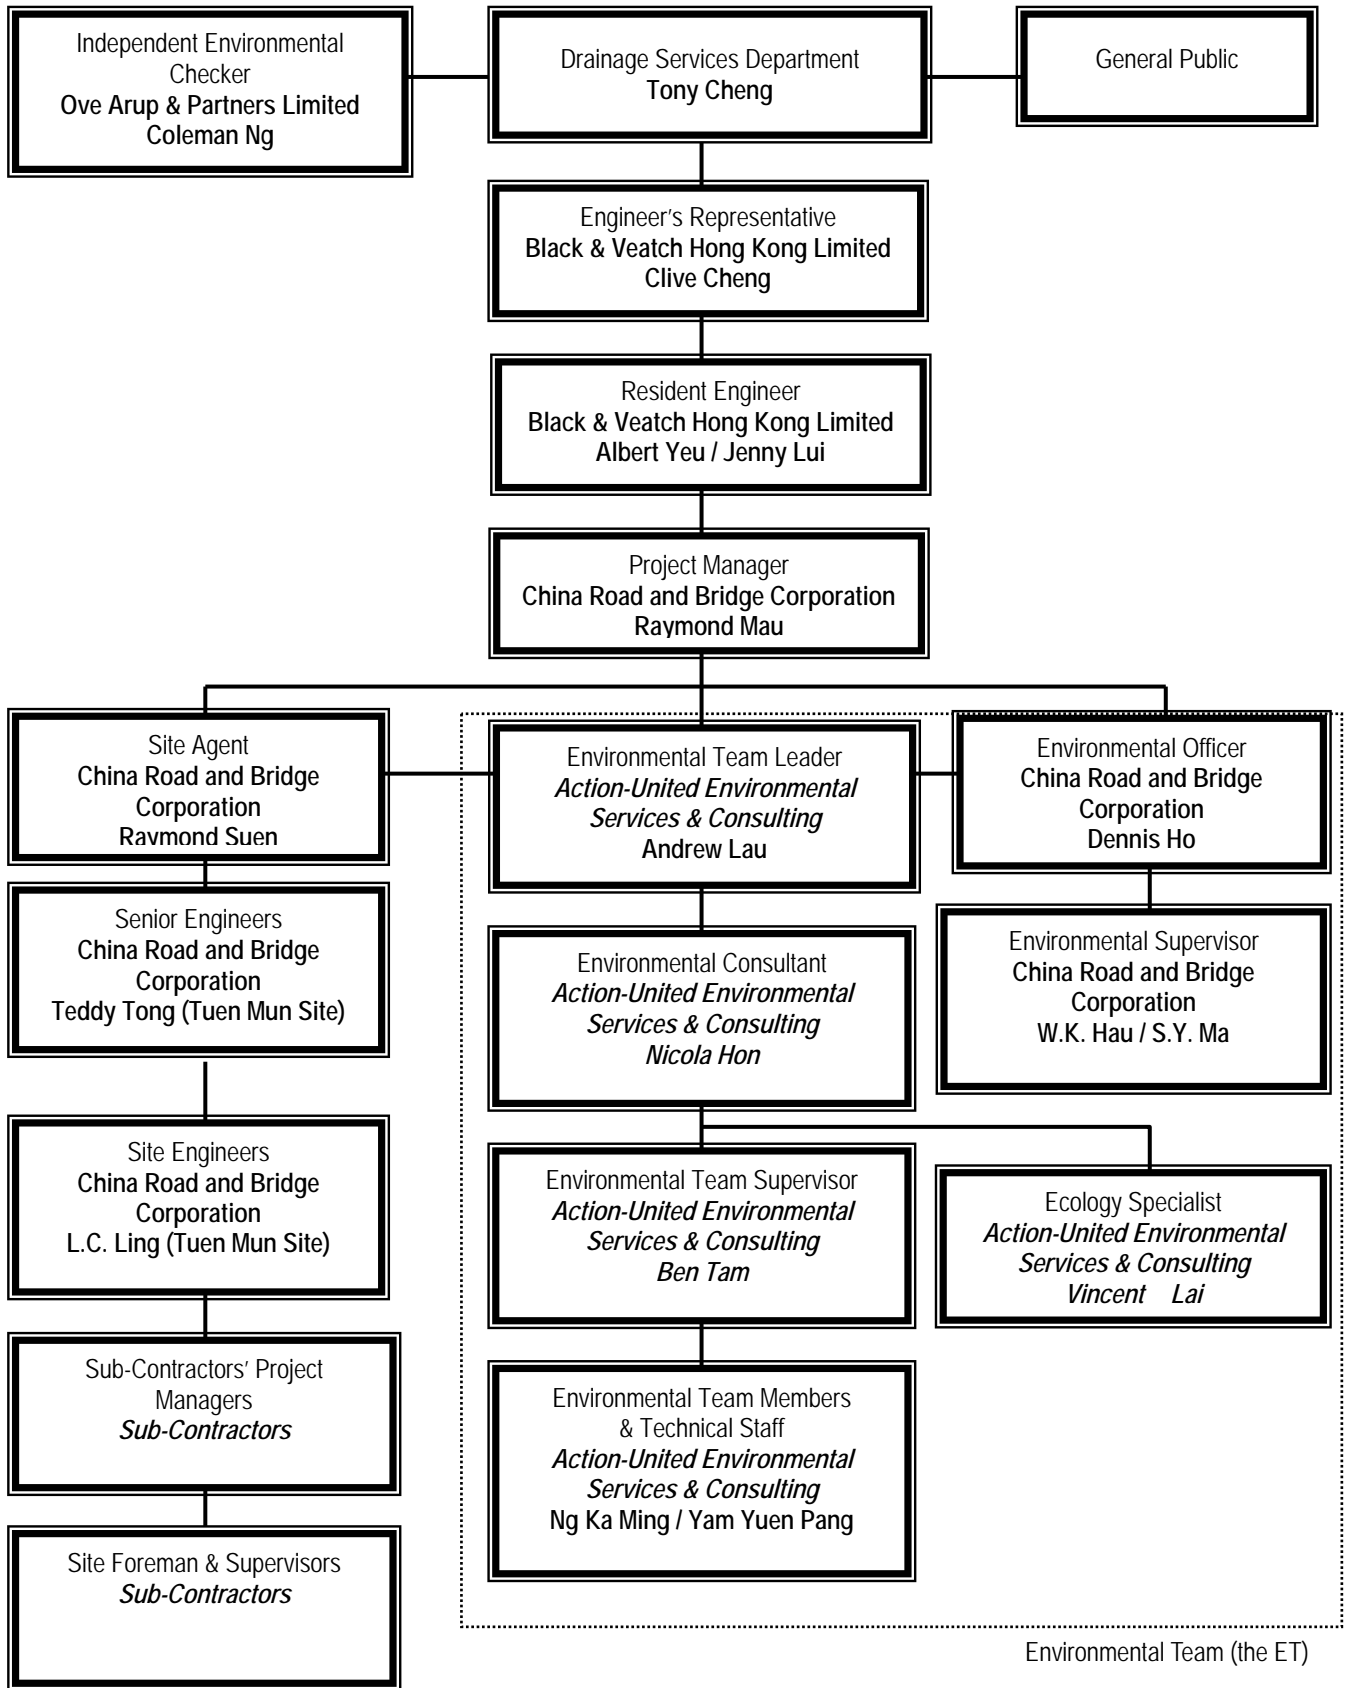 Independent Environmental
Checker
Ove Arup & Partners Limited
Coleman Ng
Drainage Services Department
Tony Cheng
General Public
Engineer's Representative
Black & Veatch Hong Kong Limited
Clive Cheng
Resident Engineer
Black & Veatch Hong Kong Limited
Albert Yeu / Jenny Lui
Project Manager
China Road and Bridge Corporation
Raymond Mau
Site Agent
China Road and Bridge
Corporation
Raymond Suen
Environmental Team Leader
Action-United Environmental
Services & Consulting
Andrew Lau
Environmental Officer
China Road and Bridge
Corporation
Dennis Ho
Senior Engineers
China Road and Bridge
Corporation
Teddy Tong (Tuen Mun Site)
Environmental Consultant
Action-United Environmental
Services & Consulting
Nicola Hon
Environmental Supervisor
China Road and Bridge
Corporation
W.K. Hau / S.Y. Ma
Site Engineers
China Road and Bridge
Corporation
L.C. Ling (Tuen Mun Site)
Environmental Team Supervisor
Action-United Environmental
Services & Consulting
Ben Tam
Ecology Specialist
Action-United Environmental
Services & Consulting
Vincent Lai
Sub-Contractors' Project
Managers
Sub-Contractors
Environmental Team Members
& Technical Staff
Action-United Environmental
Services & Consulting
Ng Ka Ming / Yam Yuen Pang
Site Foreman & Supervisors
Sub-Contractors
Environmental Team (the ET)